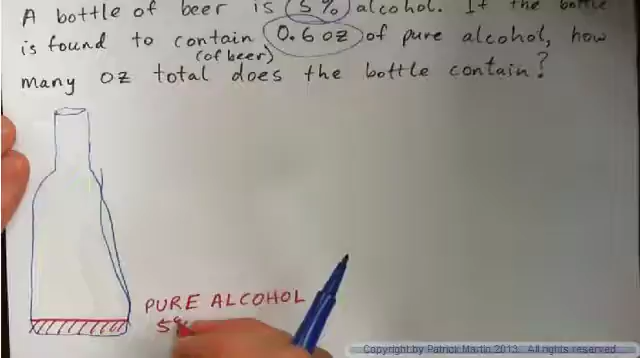 A bottle of beer is 5% alcohol. If the bottle
is found to contain 0.6 oz of pure alcohol, how
(of beer)
many oz total does the bottle contain?
PURE ALCOHOL
5%
Copyright by Patrick Martin 2013. All rights reserved.